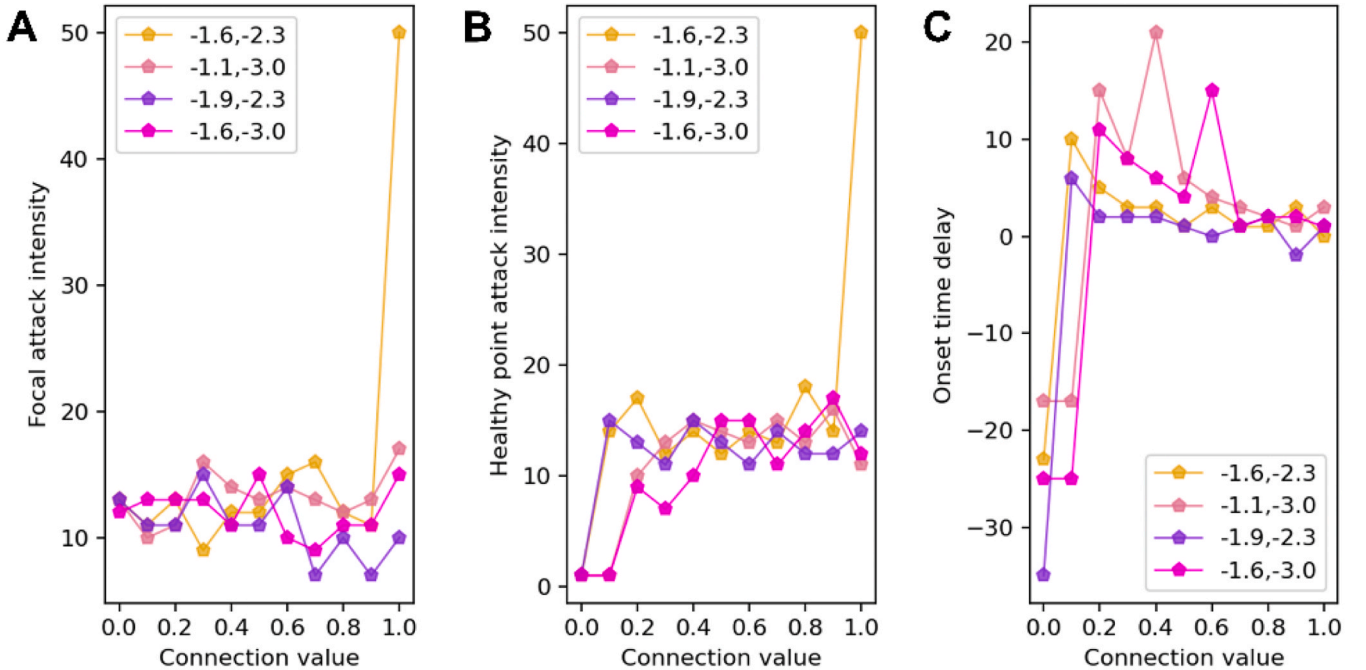 A
Focal attack intensity
50
40
30
20
10
-1.6,-2.3
-1.1,-3.0
-1.9,-2.3
-1.6,-3.0
0.0 0.2 0.4 0.6 0.8 1.0
Connection value
B
Healthy point attack intensity
50
40
30
20
10
0
-1.6,-2.3
-1.1,-3.0
-1.9,-2.3
-1.6,-3.0
0.0 0.2 0.4 0.6 0.8 1.0
Connection value
C
Onset time delay
20
10
0
−10
−20
−30
-1.6,-2.3
-1.1,-3.0
-1.9,-2.3
-1.6,-3.0
0.0 0.2 0.4 0.6 0.8 1.0
Connection value